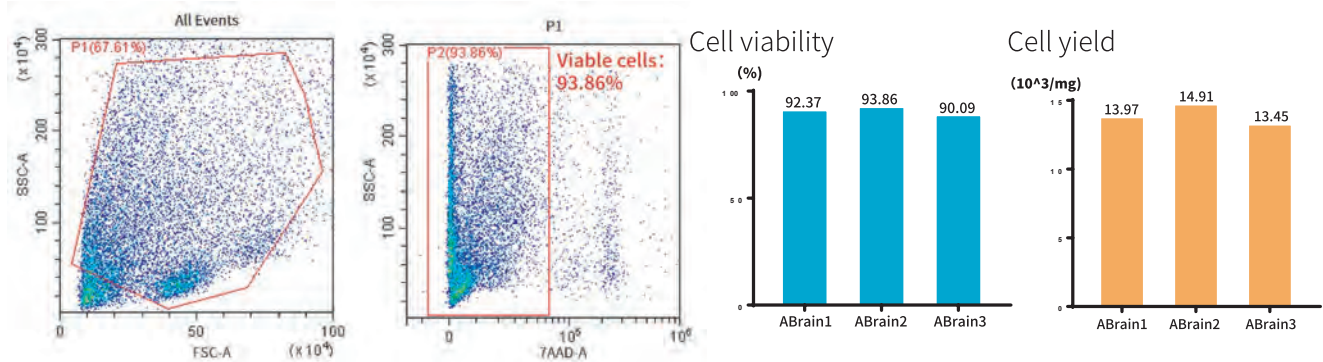 All Events
P1(67.61%)
300
(x10⁴)
200
SSC-A
100
0
50
100
FSC-A
(x10⁴)
P1
P2(93.86%)
Viable cells:
93.86%
300
(x10⁴)
200
SSC-A
100
0
10⁵
10⁶
7AAD-A
Cell viability
(%)
100
50
0
92.37
93.86
90.09
ABrain1
ABrain2
ABrain3
Cell yield
(10^3/mg)
15
10
5
0
13.97
14.91
13.45
ABrain1
ABrain2
ABrain3